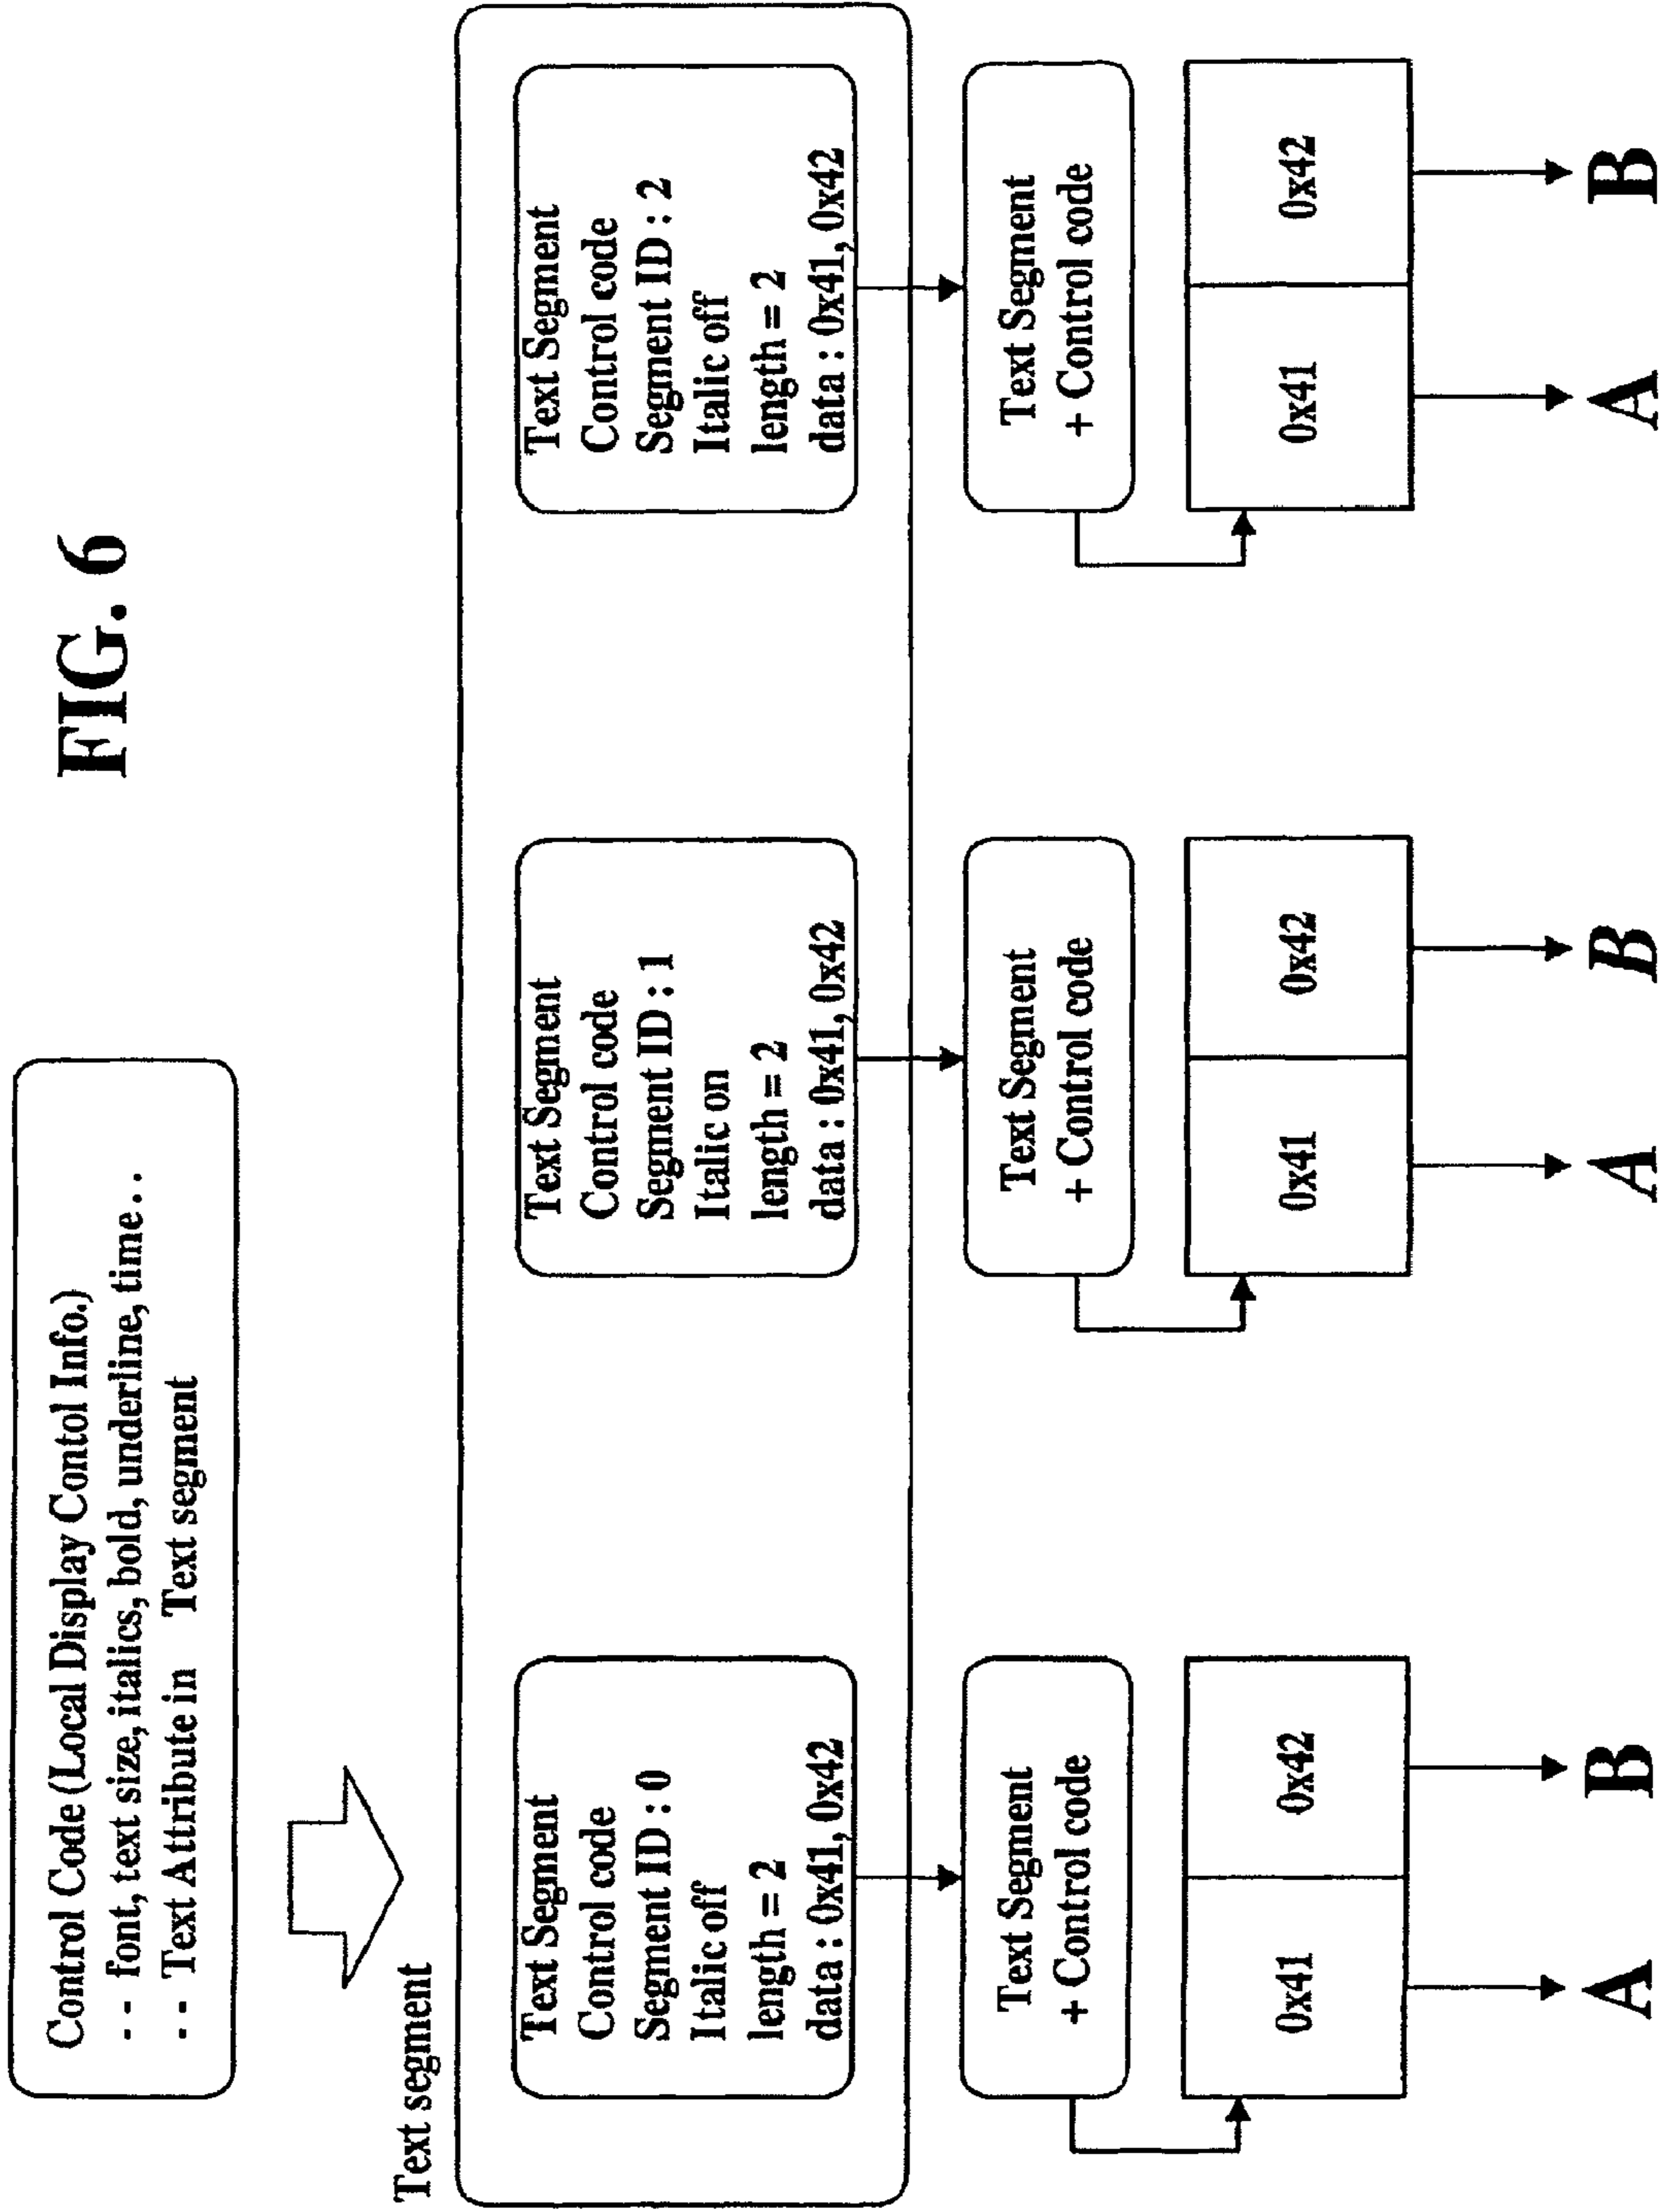 FIG. 6
Control Code (Local Display Contol Info.)
- - font, text size, italics, bold, underline, time . .
- - Text Attribute in Text segment
Text segment
Text Segment
Control code
Segment ID : 0
Italic off
length = 2
data : 0x41, 0x42
Text Segment
Control code
Segment ID : 1
Italic on
length = 2
data : 0x41, 0x42
Text Segment
Control code
Segment ID : 2
Italic off
length = 2
data : 0x41, 0x42
Text Segment
+ Control code
Text Segment
+ Control code
Text Segment
+ Control code
0x41 0x42
0x41 0x42
0x41 0x42
A B
A B
A B